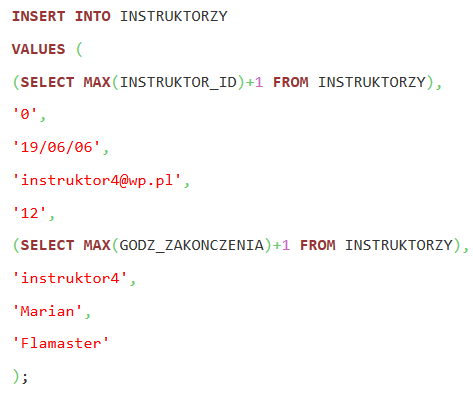 INSERT INTO INSTRUKTORZY
VALUES (
(SELECT MAX(INSTRUKTOR_ID)+1 FROM INSTRUKTORZY),
'0',
'19/06/06',
'instruktor4@wp.pl',
'12',
(SELECT MAX(GODZ_ZAKONCZENIA)+1 FROM INSTRUKTORZY),
'instruktor4',
'Marian',
'Flamaster'
);